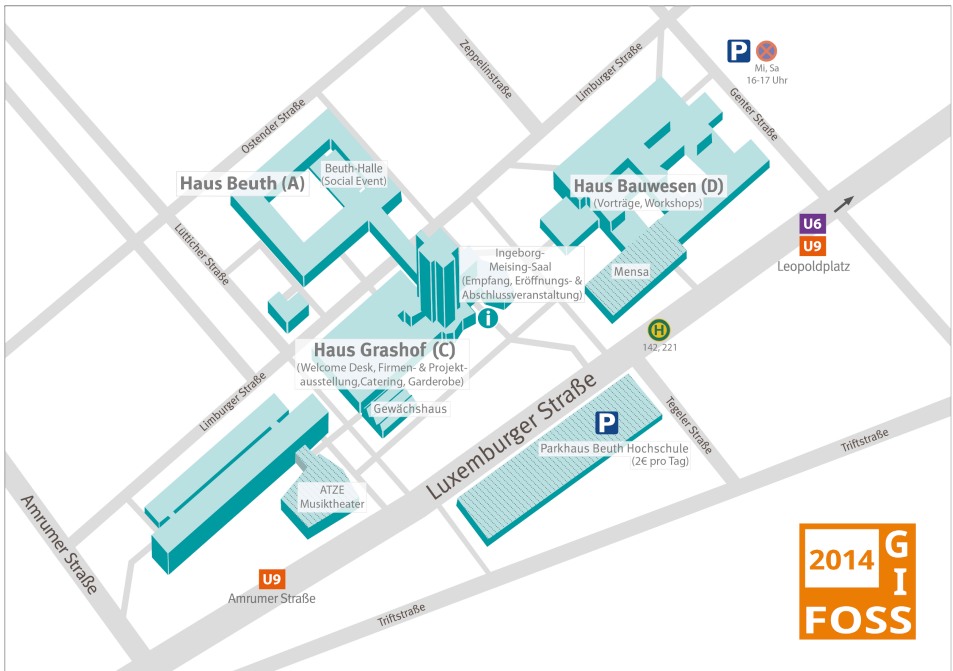 Zeppelinstraße
Limburger Straße
P
Mi, Sa
16-17 Uhr
Genter Straße
Ostender Straße
Beuth-Halle
(Social Event)
Haus Beuth (A)
Haus Bauwesen (D)
(Vorträge, Workshops)
U6
U9
Leopoldplatz
Lütticher Straße
Ingeborg-
Meising-Saal
(Empfang, Eröffnungs- &
Abschlussveranstaltung)
Mensa
i
H
142, 221
Haus Grashof (C)
(Welcome Desk, Firmen- & Projekt-
ausstellung,Catering, Garderobe)
Gewächshaus
Limburger Straße
Luxemburger Straße
P
Parkhaus Beuth Hochschule
(2€ pro Tag)
Tegeler Straße
Triftstraße
ATZE
Musiktheater
Amrumer Straße
U9
Amrumer Straße
Triftstraße
2014
G
I
FOSS